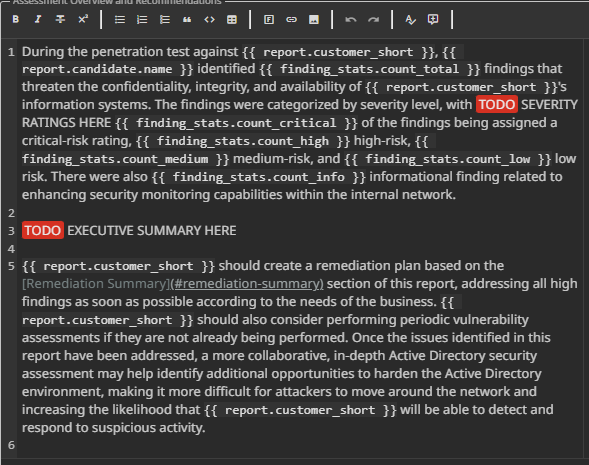 Assessment Overview and Recommendations
1 During the penetration test against {{ report.customer_short }}, {{
report.candidate.name }} identified {{ finding_stats.count_total }} findings that
threaten the confidentiality, integrity, and availability of {{ report.customer_short }}'s
information systems. The findings were categorized by severity level, with TODO SEVERITY
RATINGS HERE {{ finding_stats.count_critical }} of the findings being assigned a
critical-risk rating, {{ finding_stats.count_high }} high-risk, {{
finding_stats.count_medium }} medium-risk, and {{ finding_stats.count_low }} low
risk. There were also {{ finding_stats.count_info }} informational finding related to
enhancing security monitoring capabilities within the internal network.
2
3 TODO EXECUTIVE SUMMARY HERE
4
5 {{ report.customer_short }} should create a remediation plan based on the
[Remediation Summary](#remediation-summary) section of this report, addressing all high
findings as soon as possible according to the needs of the business. {{
report.customer_short }} should also consider performing periodic vulnerability
assessments if they are not already being performed. Once the issues identified in this
report have been addressed, a more collaborative, in-depth Active Directory security
assessment may help identify additional opportunities to harden the Active Directory
environment, making it more difficult for attackers to move around the network and
increasing the likelihood that {{ report.customer_short }} will be able to detect and
respond to suspicious activity.
6